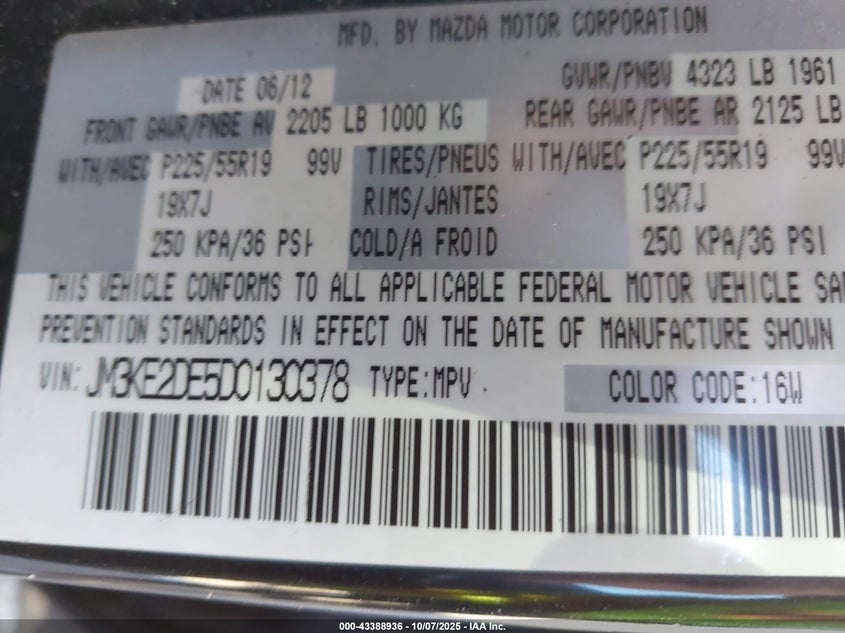 MFD. BY MAZDA MOTOR CORPORATION
DATE 06/12 GVWR/PNBV 4323 LB 1961
FRONT GAWR/PNBE AV 2205 LB 1000 KG REAR GAWR/PNBE AR 2125 LB
WITH/AVEC P225/55R19 99V TIRES/PNEUS WITH/AVEC P225/55R19 99V
19X7J RIMS/JANTES 19X7J
250 KPA/36 PSI COLD/A FROID 250 KPA/36 PSI
THIS VEHICLE CONFORMS TO ALL APPLICABLE FEDERAL MOTOR VEHICLE SA
PREVENTION STANDARDS IN EFFECT ON THE DATE OF MANUFACTURE SHOWN
VIN: JM3KE2DE5D0130378 TYPE:MPV COLOR CODE:16W
000-43388936 - 10/07/2025 - IAA Inc.